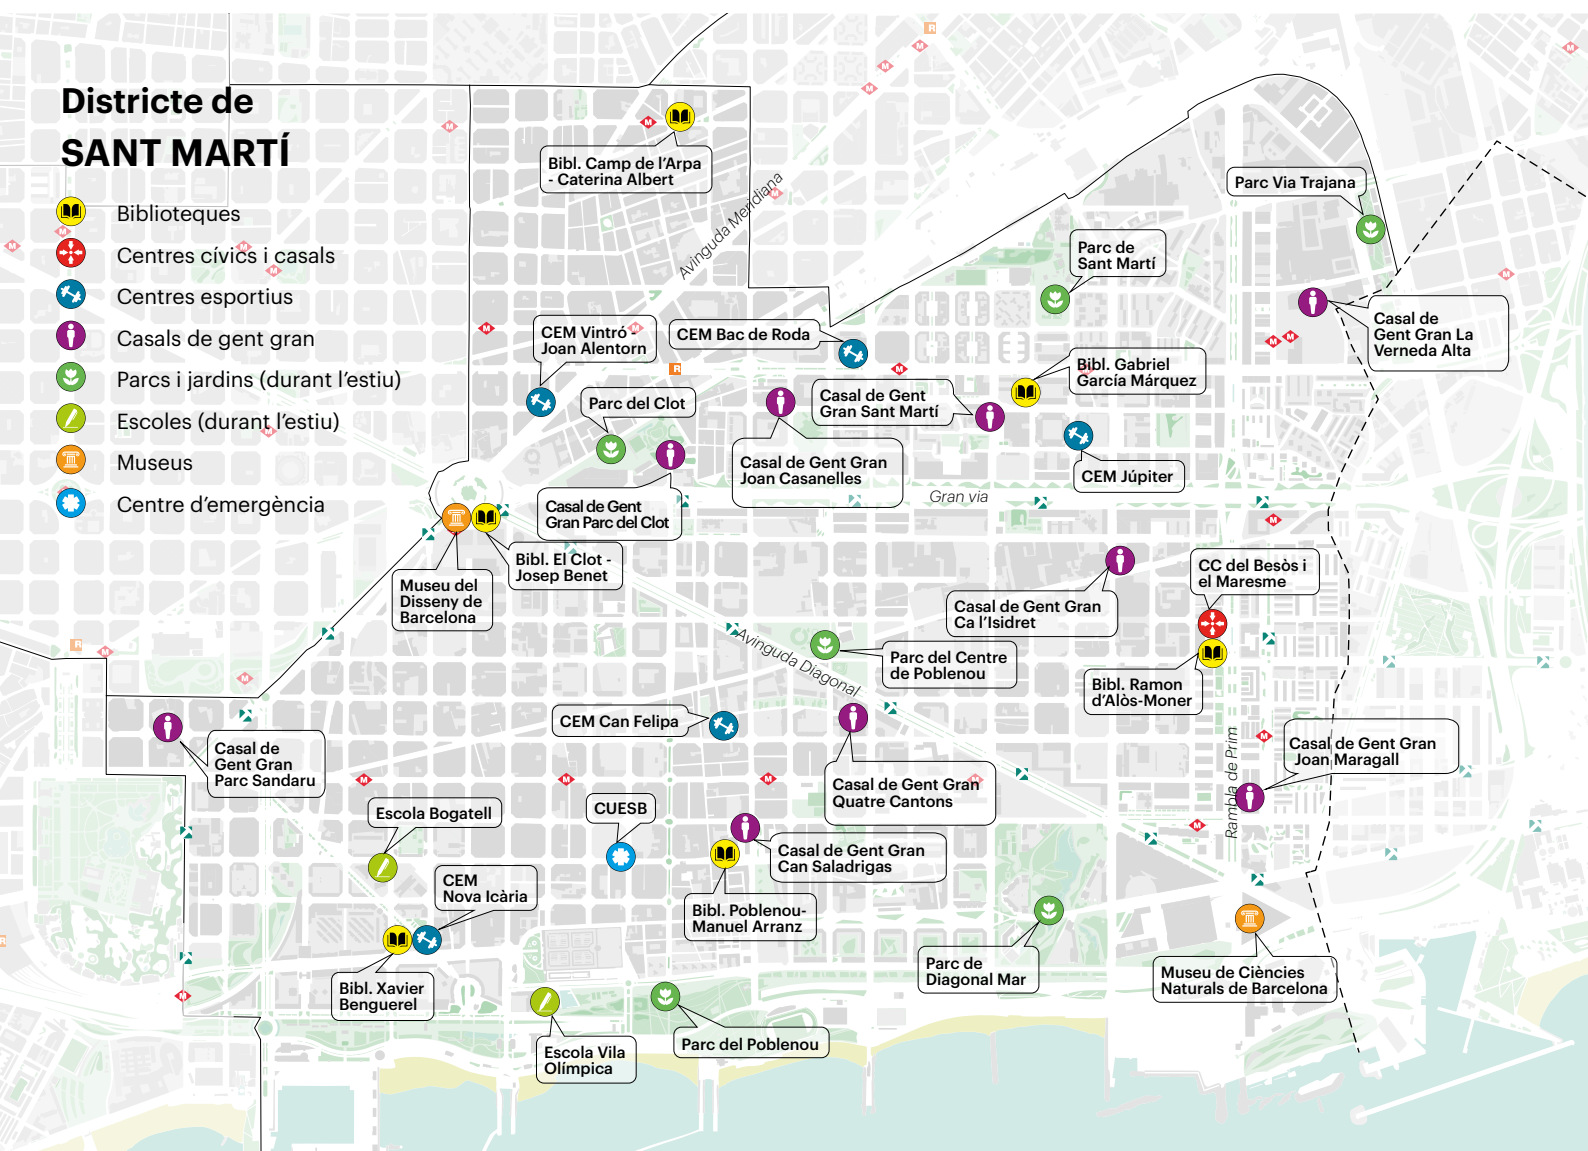 Districte de
SANT MARTÍ
Biblioteques
Centres cívics i casals
Centres esportius
Casals de gent gran
Parcs i jardins (durant l'estiu)
Escoles (durant l'estiu)
Museus
Centre d'emergència
Bibl. Camp de l'Arpa
- Caterina Albert
Avinguda Meridiana
Parc Via Trajana
Parc de
Sant Martí
CEM Vintró -
Joan Alentorn
CEM Bac de Roda
Casal de
Gent Gran La
Verneda Alta
Bibl. Gabriel
García Márquez
Parc del Clot
Casal de Gent
Gran Sant Martí
Casal de Gent Gran
Joan Casanelles
CEM Júpiter
Gran via
Casal de Gent
Gran Parc del Clot
Bibl. El Clot -
Josep Benet
Museu del
Disseny de
Barcelona
CC del Besòs i
el Maresme
Casal de Gent Gran
Ca l'Isidret
Avinguda Diagonal
Parc del Centre
de Poblenou
Bibl. Ramon
d'Alòs-Moner
CEM Can Felipa
Casal de
Gent Gran
Parc Sandaru
Rambla de Prim
Casal de Gent Gran
Joan Maragall
Casal de Gent Gran
Quatre Cantons
Escola Bogatell
CUESB
Casal de Gent Gran
Can Saladrigas
CEM
Nova Icària
Bibl. Poblenou-
Manuel Arranz
Parc de
Diagonal Mar
Museu de Ciències
Naturals de Barcelona
Bibl. Xavier
Benguerel
Parc del Poblenou
Escola Vila
Olímpica